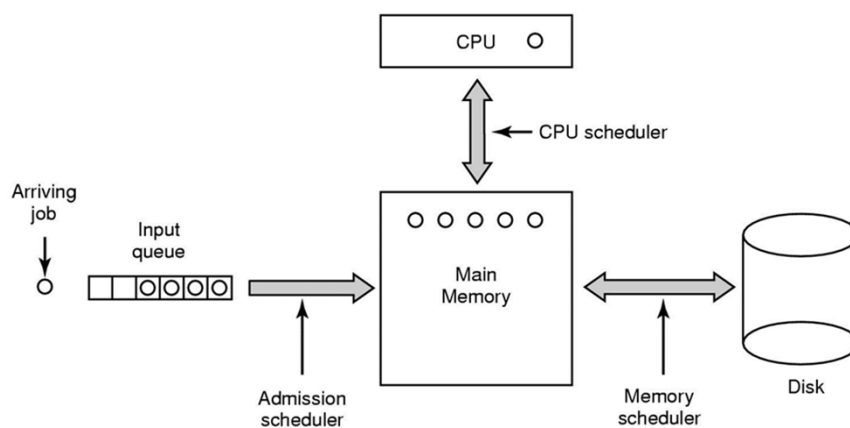 CPU
CPU scheduler
Arriving
job
Input
queue
Main
Memory
Admission
scheduler
Memory
scheduler
Disk